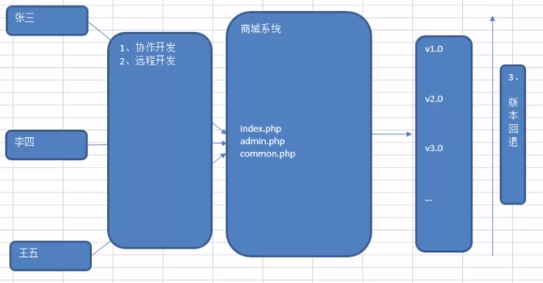 张三
李四
王五
1、协作开发
2、远程开发
商城系统
index.php
admin.php
common.php
v1.0
v2.0
v3.0
...
3、版本回退